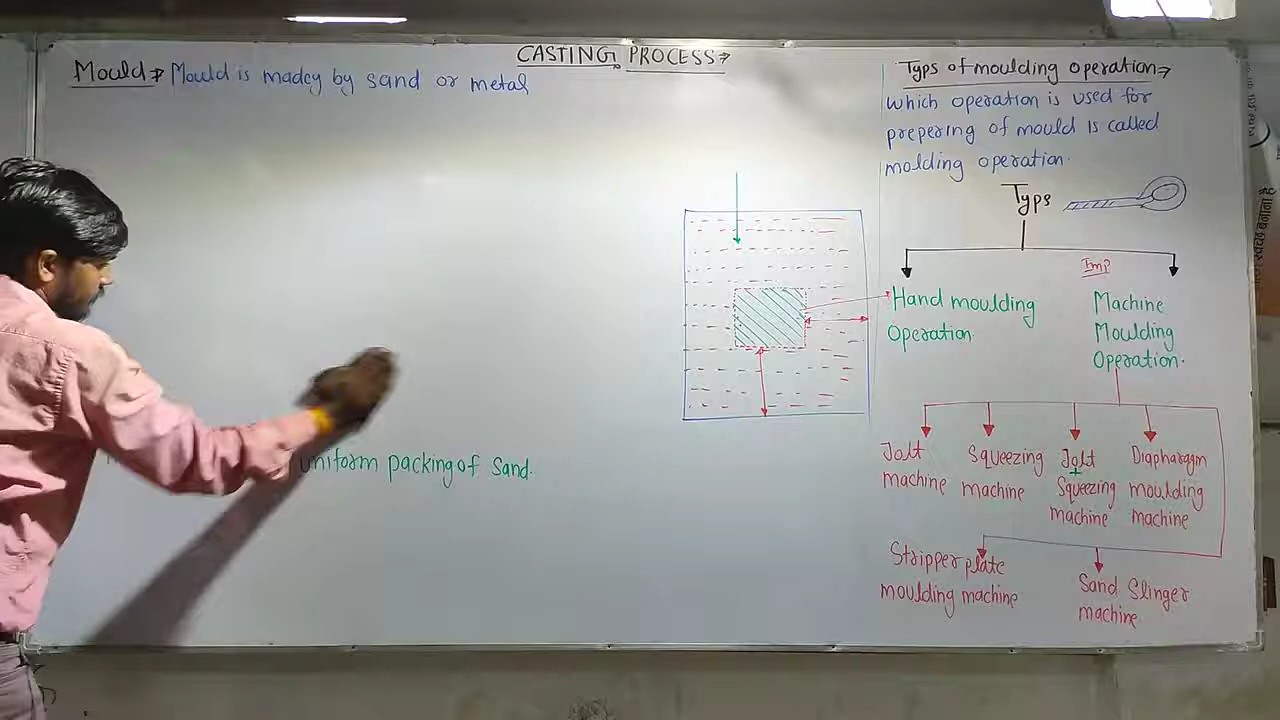 CASTING PROCESS
Mould Mould is madey by sand or metal
uniform packing of sand.
Typs of moulding operation
which operation is used for
prepering of mould is called
molding operation.
Typs
Imp
Hand moulding
Operation.
Machine
Moulding
Operation.
Jolt
machine
Squeezing
machine
Jolt
+
Squeezing
machine
Diapharagm
moulding
machine
Stripper plate
moulding machine
Sand Slinger
machine